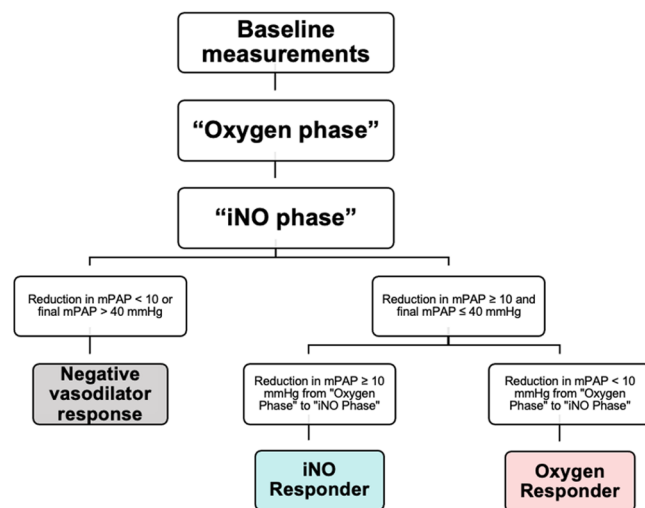 Baseline
measurements
“Oxygen phase”
“iNO phase”
Reduction in mPAP < 10 or
final mPAP > 40 mmHg
Reduction in mPAP ≥ 10 and
final mPAP ≤ 40 mmHg
Negative
vasodilator
response
Reduction in mPAP ≥ 10
mmHg from "Oxygen
Phase" to "iNO Phase"
Reduction in mPAP < 10
mmHg from "Oxygen
Phase" to "iNO Phase"
iNO
Responder
Oxygen
Responder